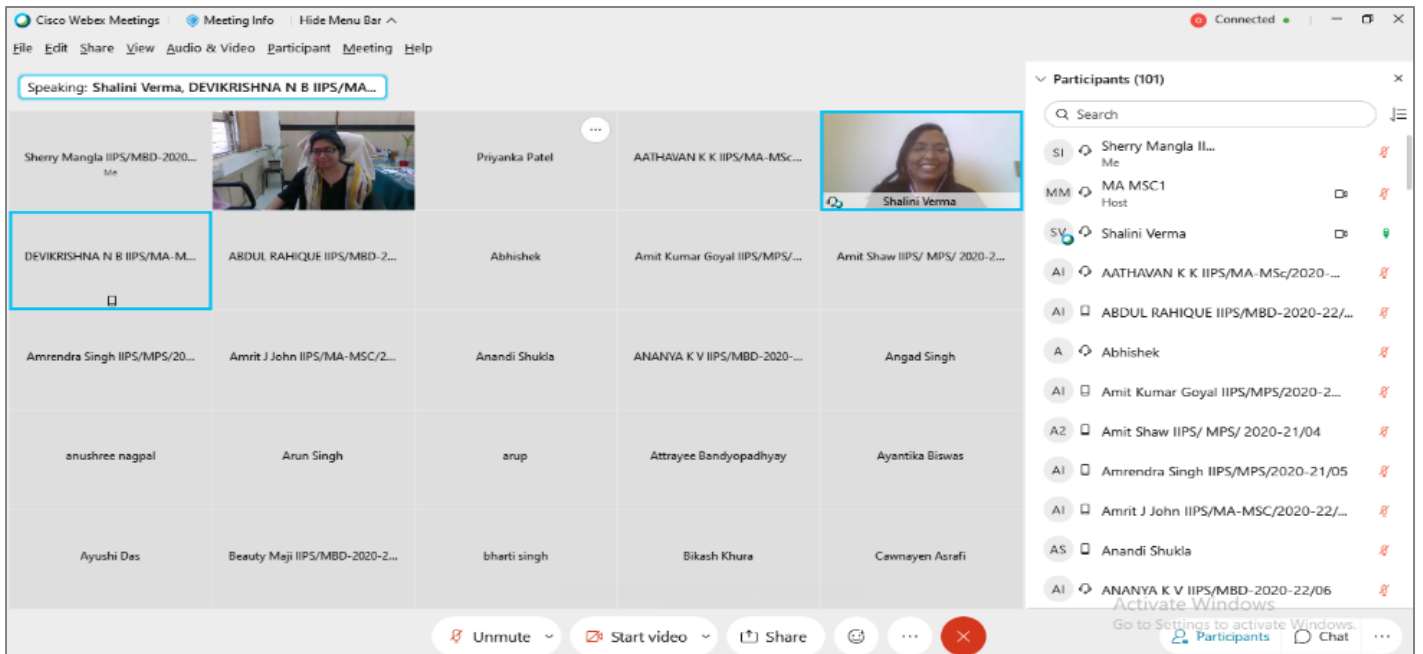 Cisco Webex Meetings Meeting Info Hide Menu Bar Connected
File Edit Share View Audio & Video Participant Meeting Help
Speaking: Shalini Verma, DEVIKRISHNA N B IIPS/MA...
Sherry Mangla IIPS/MBD-2020...
Me
Priyanka Patel
AATHAVAN K K IIPS/MA-MSc...
Shalini Verma
DEVIKRISHNA N B IIPS/MA-M...
ABDUL RAHIQUE IIPS/MBD-2...
Abhishek
Amit Kumar Goyal IIPS/MPS/...
Amit Shaw IIPS/ MPS/ 2020-2...
Amrendra Singh IIPS/MPS/20...
Amrit J John IIPS/MA-MSC/2...
Anandi Shukla
ANANYA K V IIPS/MBD-2020-...
Angad Singh
anushree nagpal
Arun Singh
arup
Attrayee Bandyopadhyay
Ayantika Biswas
Ayushi Das
Beauty Maji IIPS/MBD-2020-2...
bharti singh
Bikash Khura
Cawnayen Asrafi
Participants (101)
Search
SI Sherry Mangla II...
Me
MM MA MSC1
Host
SV Shalini Verma
AI AATHAVAN K K IIPS/MA-MSc/2020-...
AI ABDUL RAHIQUE IIPS/MBD-2020-22/...
A Abhishek
AI Amit Kumar Goyal IIPS/MPS/2020-2...
A2 Amit Shaw IIPS/ MPS/ 2020-21/04
AI Amrendra Singh IIPS/MPS/2020-21/05
AI Amrit J John IIPS/MA-MSC/2020-22/...
AS Anandi Shukla
AI ANANYA K V IIPS/MBD-2020-22/06
Activate Windows
Go to Settings to activate Windows.
Unmute Start video Share Participants Chat